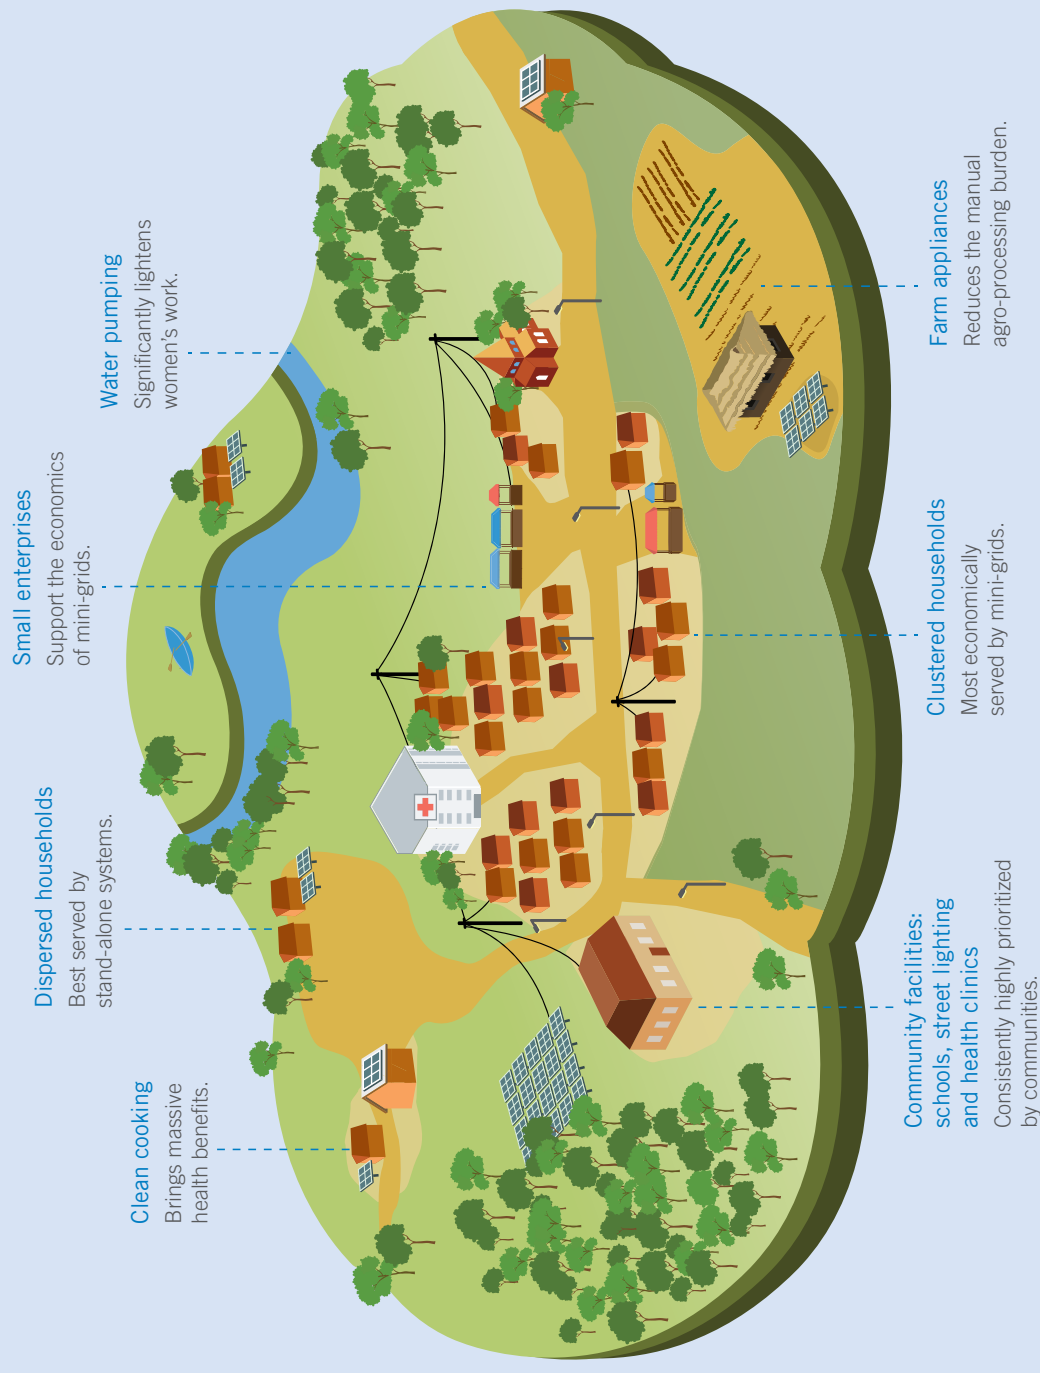 Clean cooking
Brings massive
health benefits.
Dispersed households
Best served by
stand-alone systems.
Small enterprises
Support the economics
of mini-grids.
Water pumping
Significantly lightens
women's work.
Community facilities:
schools, street lighting
and health clinics
Consistently highly prioritized
by communities.
Clustered households
Most economically
served by mini-grids.
Farm appliances
Reduces the manual
agro-processing burden.